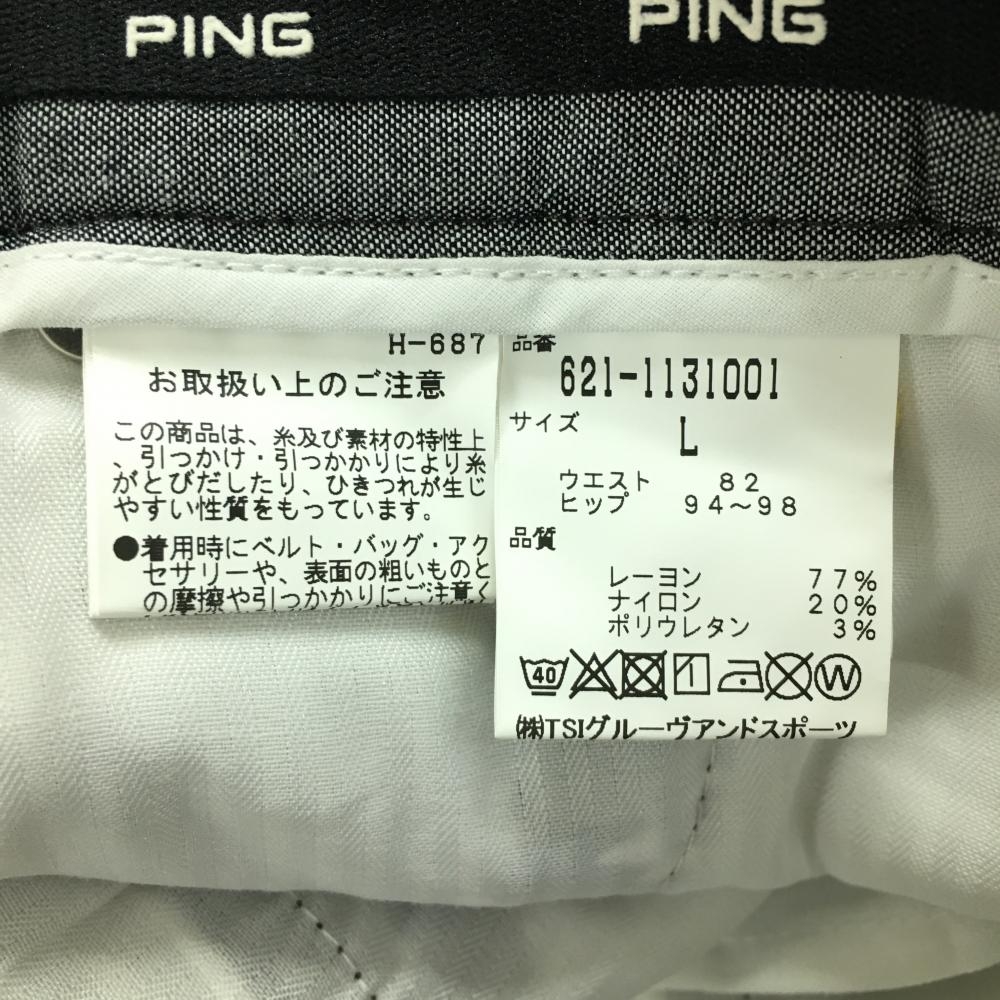 PING PING
H-687
お取扱い上のご注意
この商品は、糸及び素材の特性上
、引つかけ・引つかかりにより糸
がとびだしたり、ひきつれが生じ
やすい性質をもっています。
●着用時にベルト・バッグ・アク
セサリーや、表面の粗いものと
の摩擦や引っかかりにご注意く
品番
621-1131001
サイズ
L
ウエスト 82
ヒップ 94～98
品質
レーヨン 77%
ナイロン 20%
ポリウレタン 3%
40 W
㈱TSIグルーヴアンドスポーツ